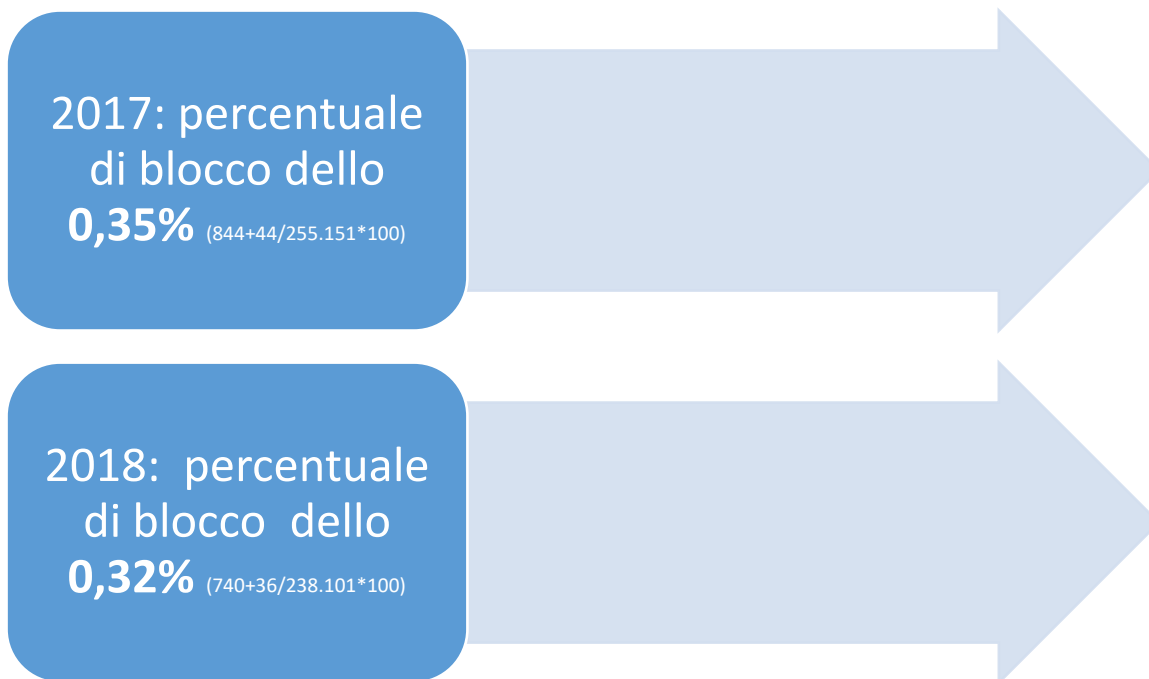 2017: percentuale
di blocco dello
0,35% (844+44/255.151*100)
2018:  percentuale
di blocco  dello
0,32% (740+36/238.101*100)